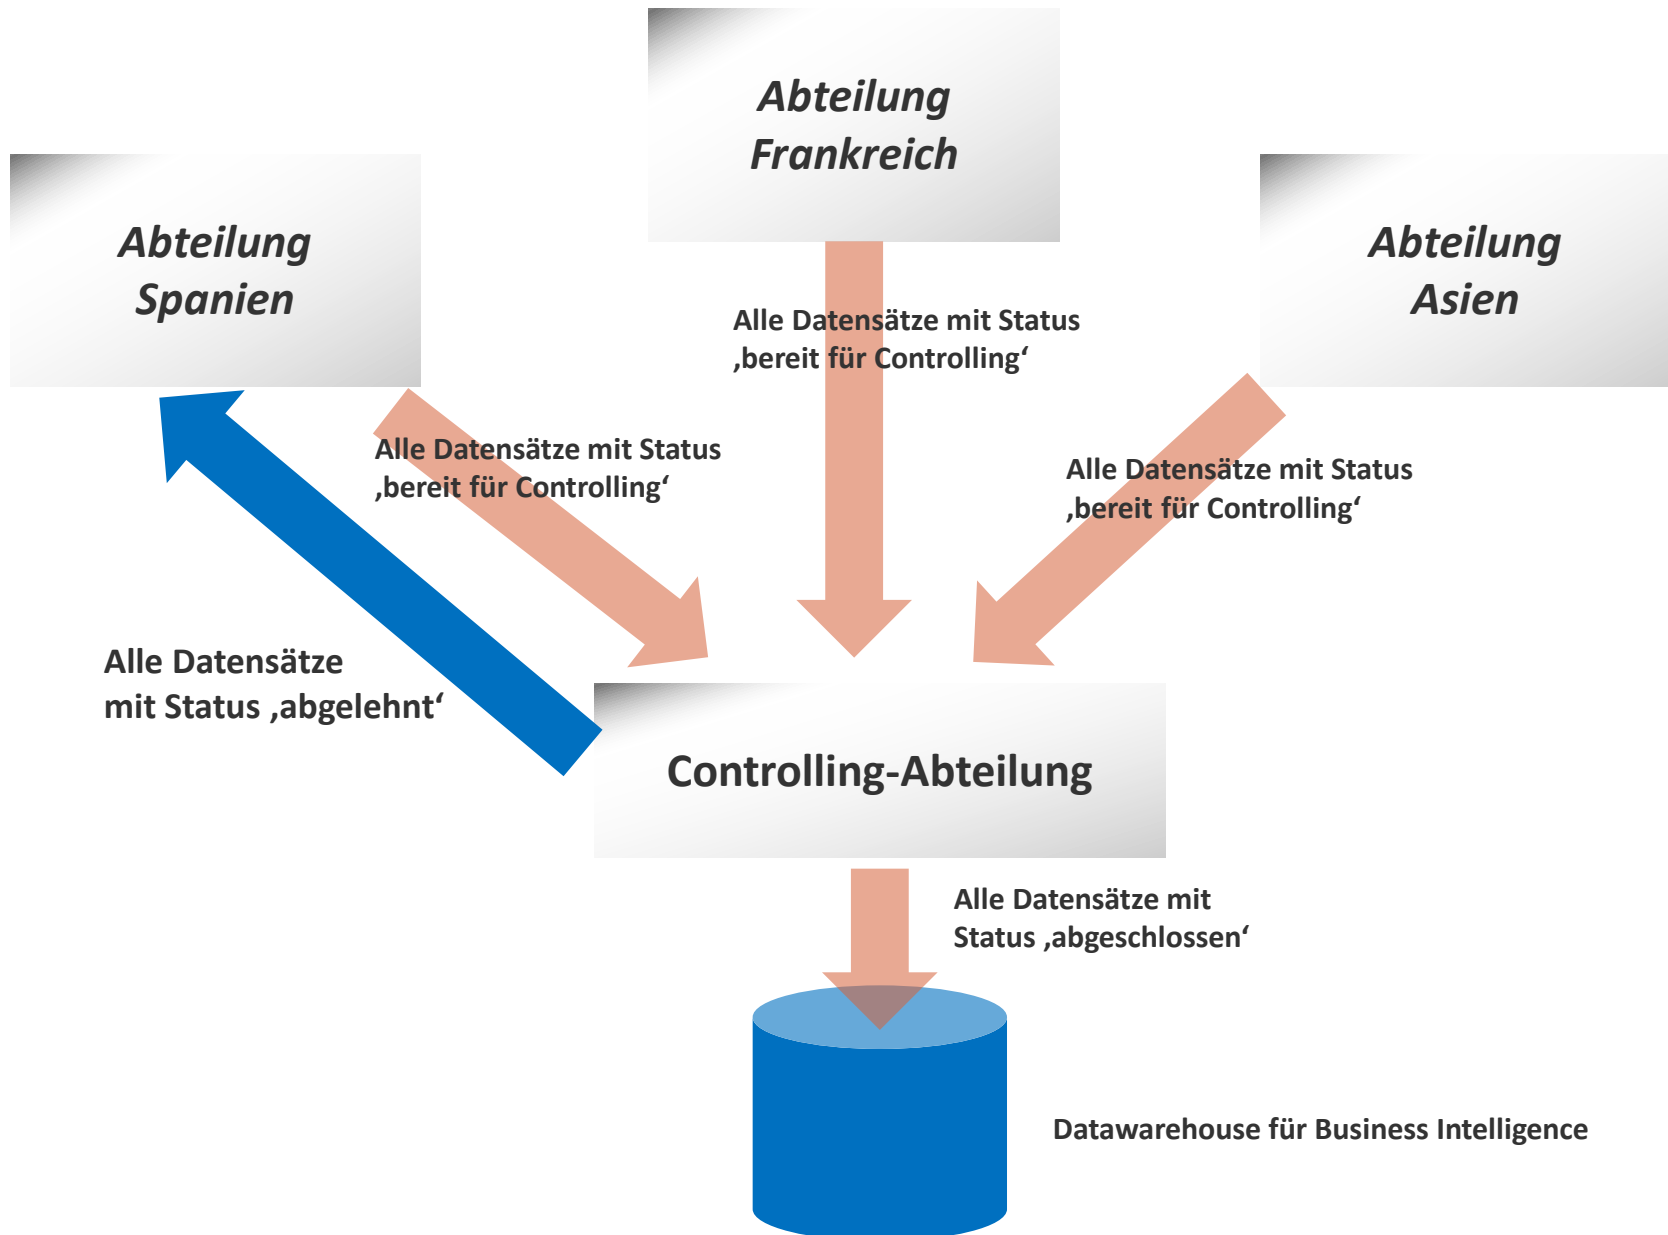 Abteilung
Frankreich
Abteilung
Spanien
Abteilung
Asien
Alle Datensätze mit Status
‚bereit für Controlling‘
Alle Datensätze mit Status
‚bereit für Controlling‘
Alle Datensätze mit Status
‚bereit für Controlling‘
Alle Datensätze
mit Status ‚abgelehnt‘
Controlling-Abteilung
Alle Datensätze mit
Status ‚abgeschlossen‘
Datawarehouse für Business Intelligence